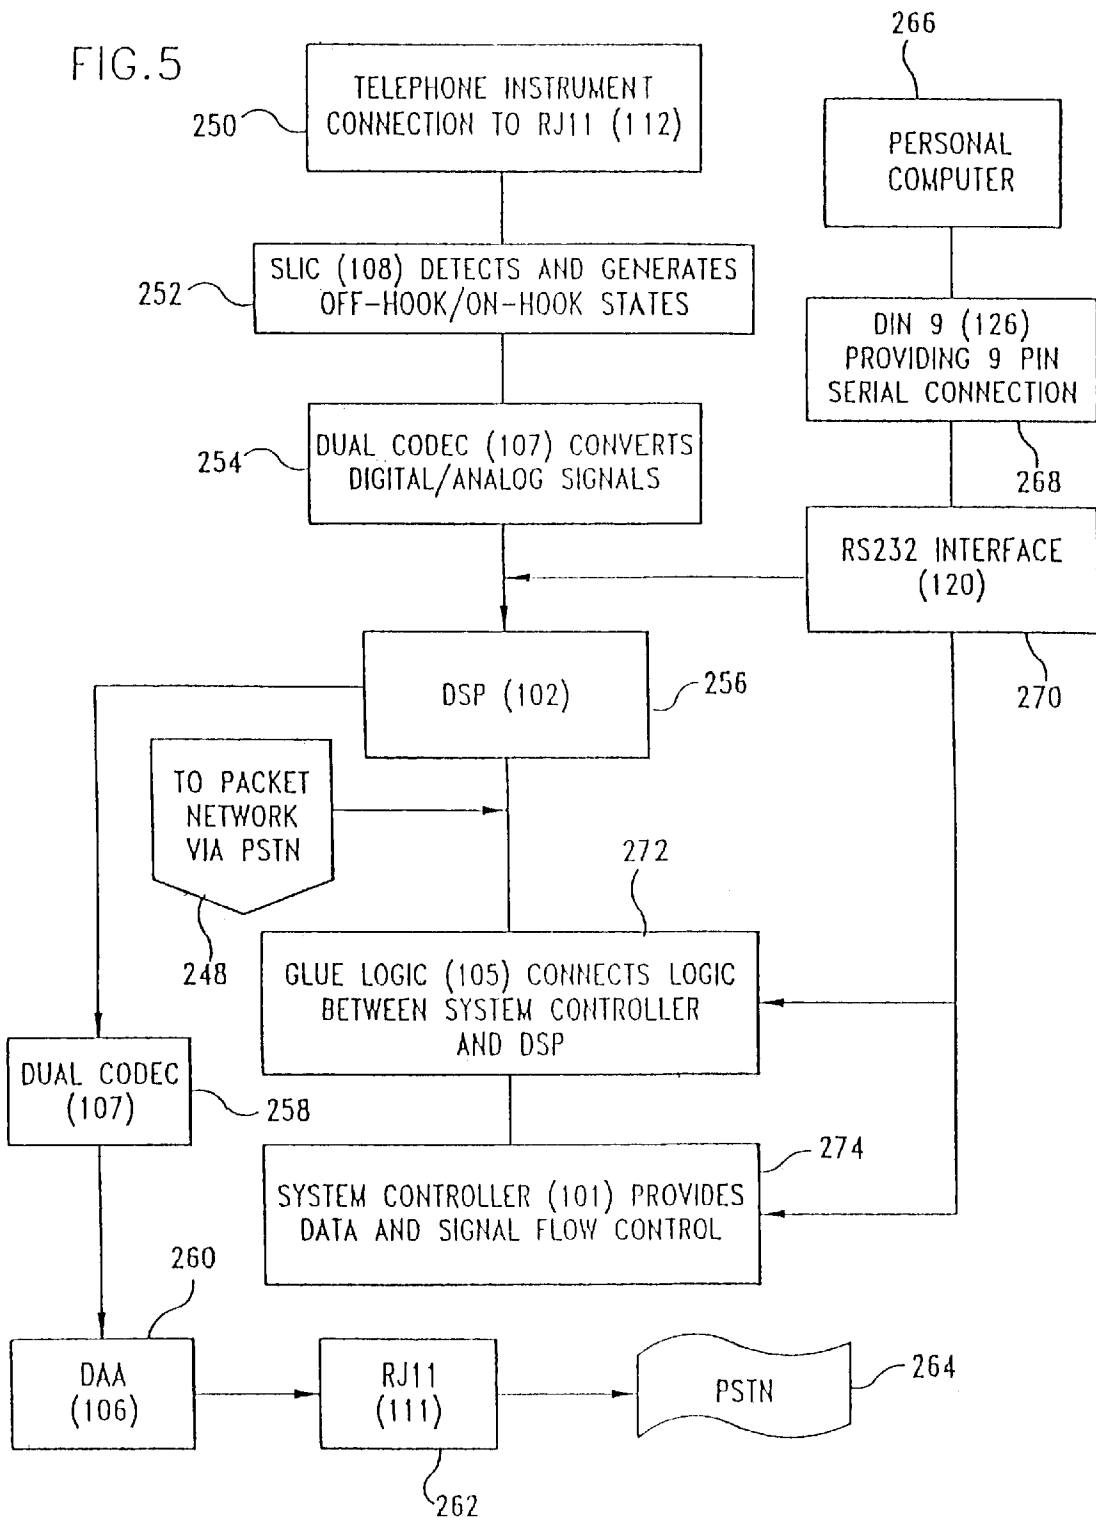 FIG.5
266
TELEPHONE INSTRUMENT
CONNECTION TO RJ11 (112)
250
PERSONAL
COMPUTER
SLIC (108) DETECTS AND GENERATES
OFF-HOOK/ON-HOOK STATES
252
DIN 9 (126)
PROVIDING 9 PIN
SERIAL CONNECTION
268
DUAL CODEC (107) CONVERTS
DIGITAL/ANALOG SIGNALS
254
RS232 INTERFACE
(120)
270
DSP (102)
256
TO PACKET
NETWORK
VIA PSTN
248
272
GLUE LOGIC (105) CONNECTS LOGIC
BETWEEN SYSTEM CONTROLLER
AND DSP
DUAL CODEC
(107)
258
274
SYSTEM CONTROLLER (101) PROVIDES
DATA AND SIGNAL FLOW CONTROL
260
DAA
(106)
RJ11
(111)
262
PSTN
264